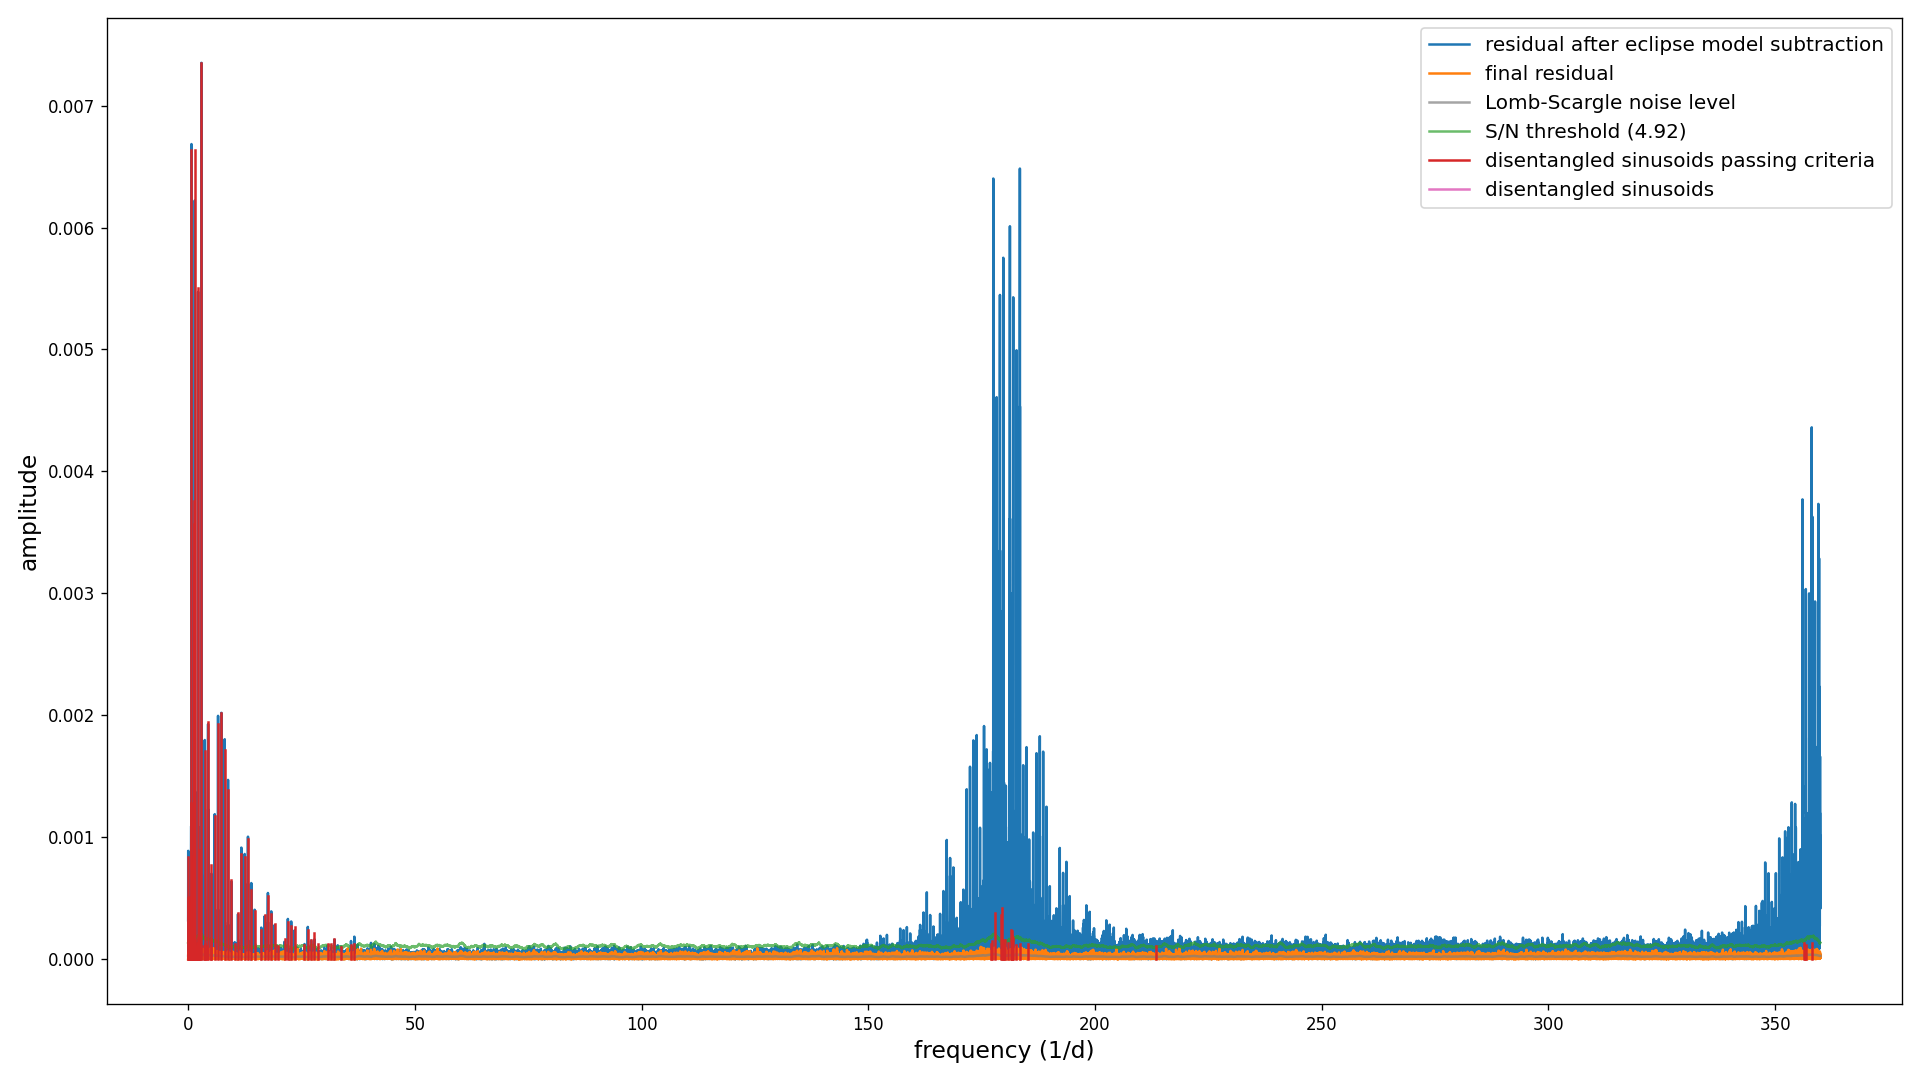 residual after eclipse model subtraction
final residual
Lomb-Scargle noise level
S/N threshold (4.92)
disentangled sinusoids passing criteria
disentangled sinusoids
amplitude
0.007
0.006
0.005
0.004
0.003
0.002
0.001
0.000
0 50 100 150 200 250 300 350
frequency (1/d)